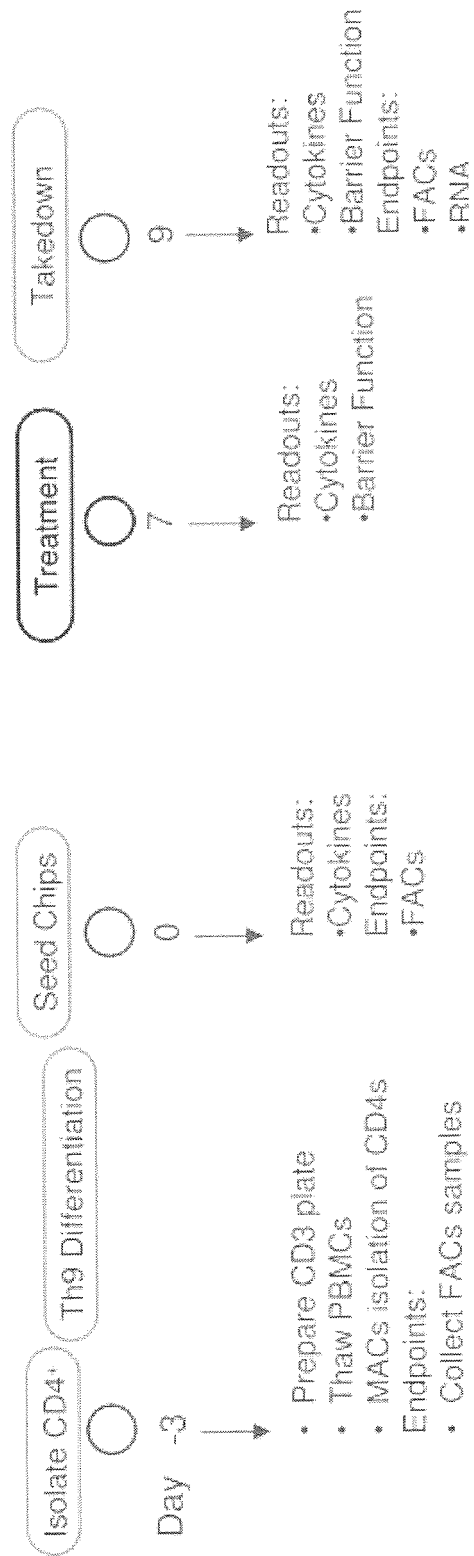 Isolate CD4+
Th9 Differentiation
Seed Chips
Treatment
Takedown
Day -3
0
7
9
• Prepare CD3 plate
• Thaw PBMCs
• MACs isolation of CD4s
Endpoints:
• Collect FACs samples
Readouts:
•Cytokines
Endpoints:
•FACs
Readouts:
•Cytokines
•Barrier Function
Readouts:
•Cytokines
•Barrier Function
Endpoints:
•FACs
•RNA